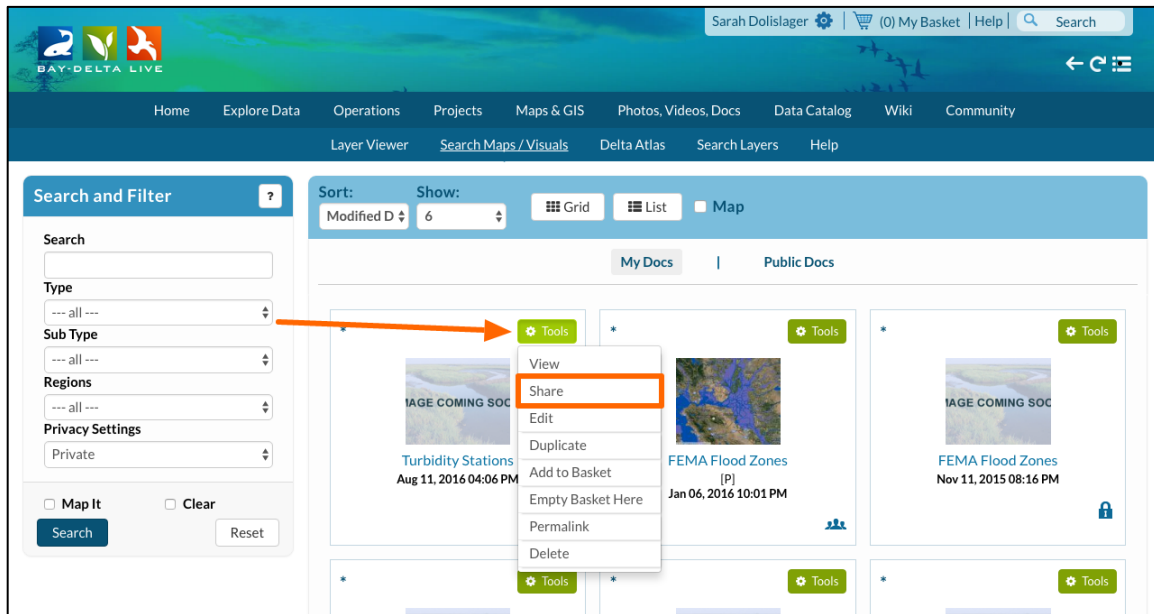 Sarah Dolislager | (0) My Basket | Help | Search
BAY-DELTA LIVE
Home Explore Data Operations Projects Maps & GIS Photos, Videos, Docs Data Catalog Wiki Community
Layer Viewer Search Maps / Visuals Delta Atlas Search Layers Help
Search and Filter ?
Search
Type
--- all ---
Sub Type
--- all ---
Regions
--- all ---
Privacy Settings
Private
Map It Clear
Search Reset
Sort: Show:
Modified D 6 Grid List Map
My Docs | Public Docs
* Tools
View
Share
Edit
Duplicate
Add to Basket
Empty Basket Here
Permalink
Delete
IMAGE COMING SOO
Turbidity Stations
Aug 11, 2016 04:06 PM
* Tools
FEMA Flood Zones
[P]
Jan 06, 2016 10:01 PM
* Tools
IMAGE COMING SOO
FEMA Flood Zones
Nov 11, 2015 08:16 PM
* Tools * Tools * Tools